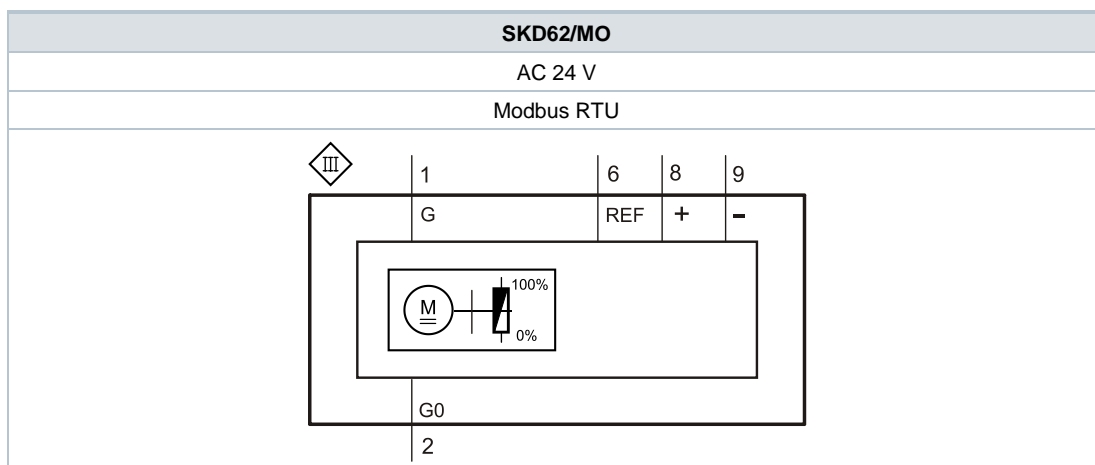 SKD62/MO
AC 24 V
Modbus RTU
III
1 6 8 9
G REF + -
M
100%
0%
G0
2